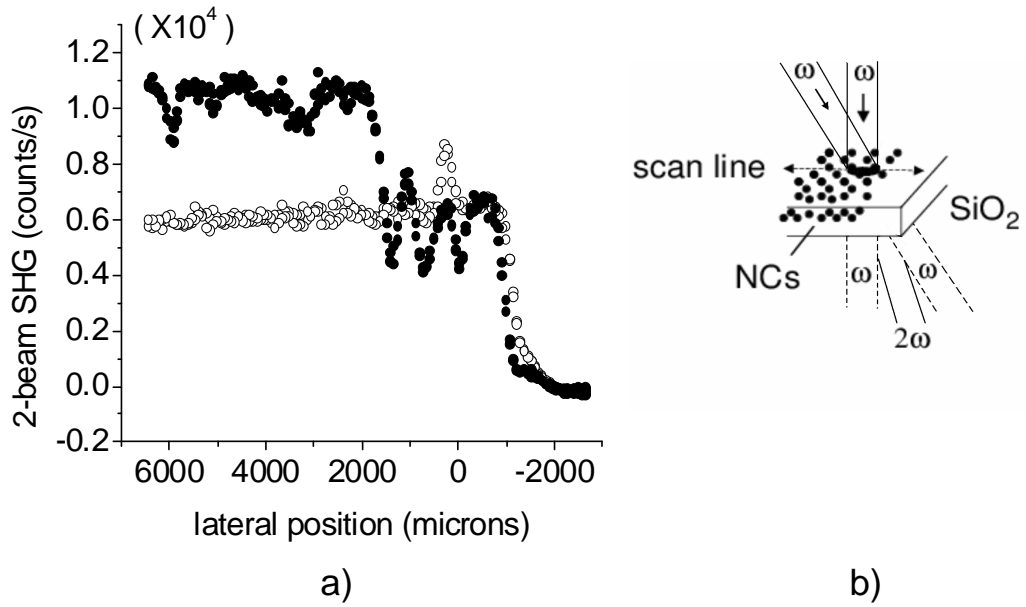 ( X10⁴)
1.2
1.0
0.8
0.6
0.4
0.2
0.0
-0.2
2-beam SHG (counts/s)
6000 4000 2000 0 -2000
lateral position (microns)
a)
ω ω
scan line
SiO₂
NCs
ω ω
2ω
b)